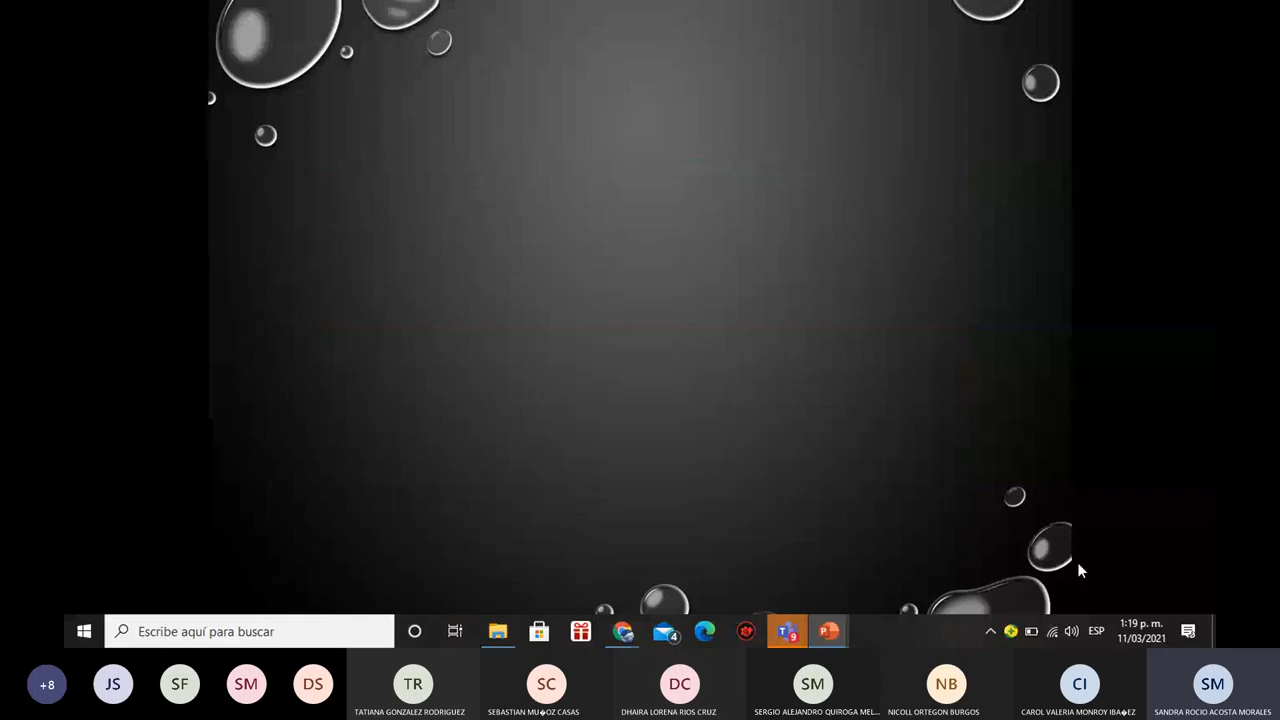 Escribe aquí para buscar
4
T
9
P
ESP
1:19 p. m.
11/03/2021
+8
JS
SF
SM
DS
TR
SC
DC
SM
NB
CI
SM
TATIANA GONZALEZ RODRIGUEZ
SEBASTIAN MU�OZ CASAS
DHAIRA LORENA RIOS CRUZ
SERGIO ALEJANDRO QUIROGA MEL...
NICOLL ORTEGON BURGOS
CAROL VALERIA MONROY IBA�EZ
SANDRA ROCIO ACOSTA MORALES